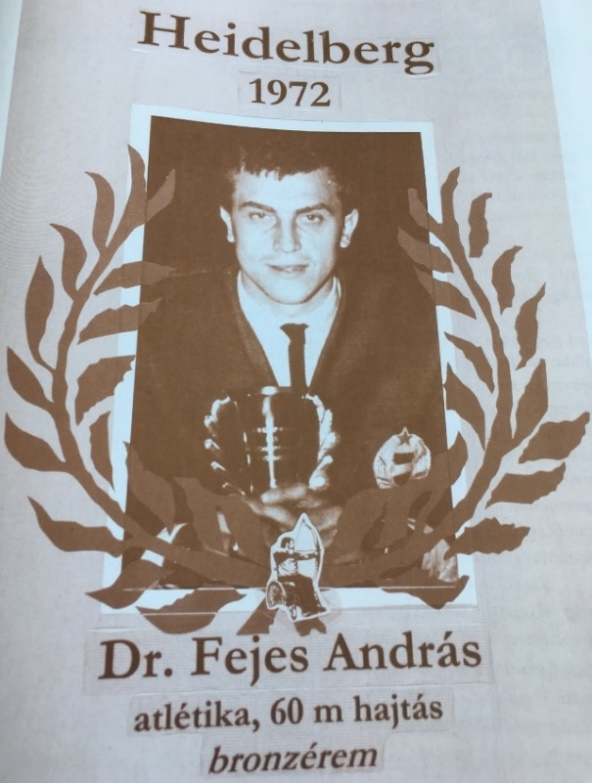 Heidelberg
1972
Dr. Fejes András
atlétika, 60 m hajtás
bronzérem